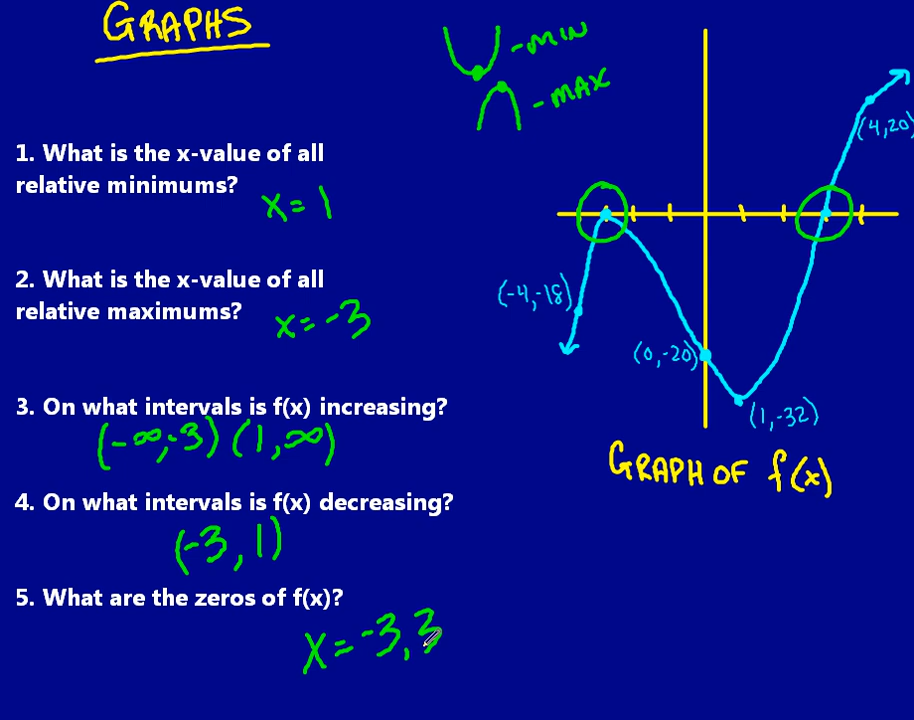 GRAPHS
-MIN
-MAX
1. What is the x-value of all
relative minimums?
x= 1
2. What is the x-value of all
relative maximums?
x= -3
3. On what intervals is f(x) increasing?
(-∞,-3) (1,∞)
4. On what intervals is f(x) decreasing?
(-3, 1)
5. What are the zeros of f(x)?
X= -3,3
(4,20)
(-4,-18)
(0,-20)
(1,-32)
GRAPH OF f(x)